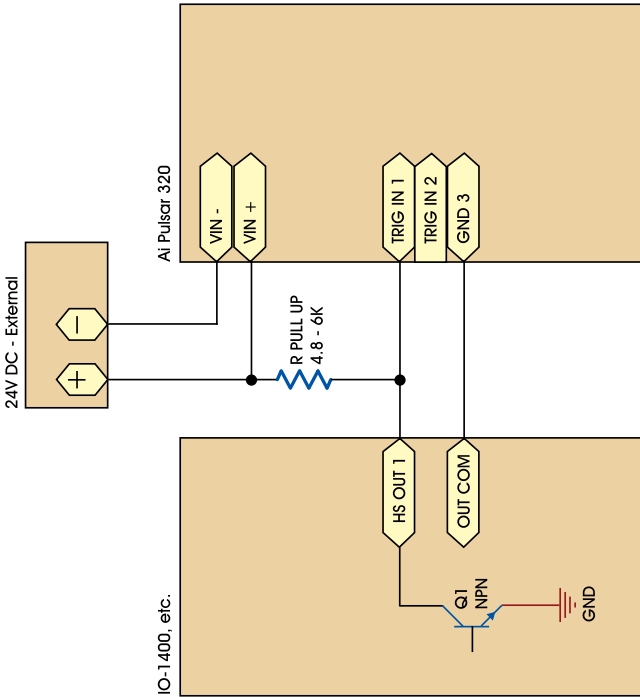 24V DC - External
+
−
Ai Pulsar 320
VIN -
VIN +
TRIG IN 1
TRIG IN 2
GND 3
R PULL UP
4.8 - 6K
IO-1400, etc.
HS OUT 1
OUT COM
Q1
NPN
GND